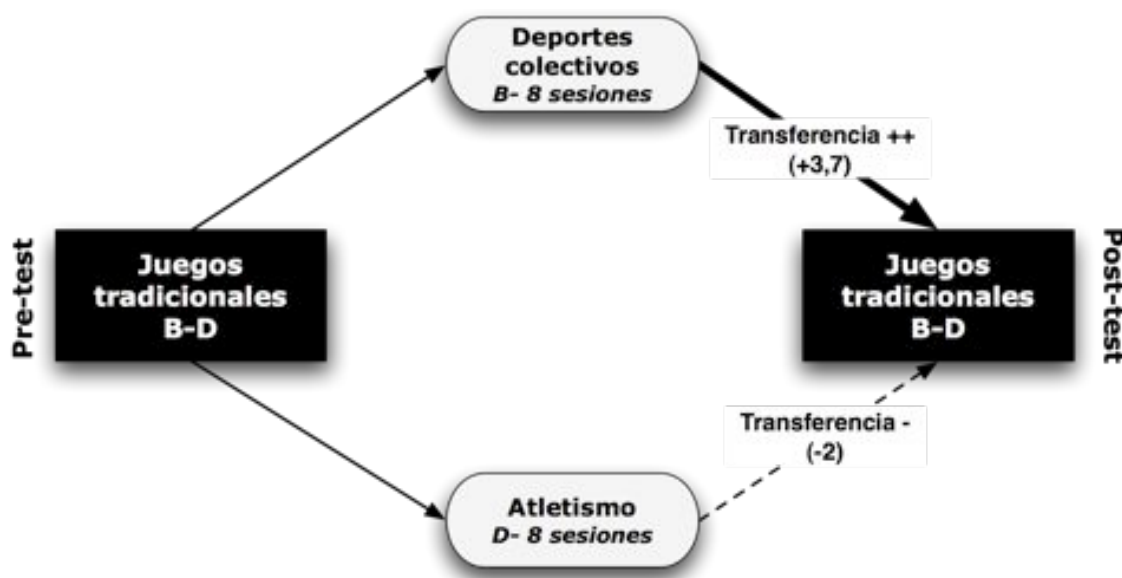 Deportes
colectivos
B- 8 sesiones
Transferencia ++
(+3,7)
Pre-test
Juegos
tradicionales
B-D
Juegos
tradicionales
B-D
Post-test
Transferencia -
(-2)
Atletismo
D- 8 sesiones